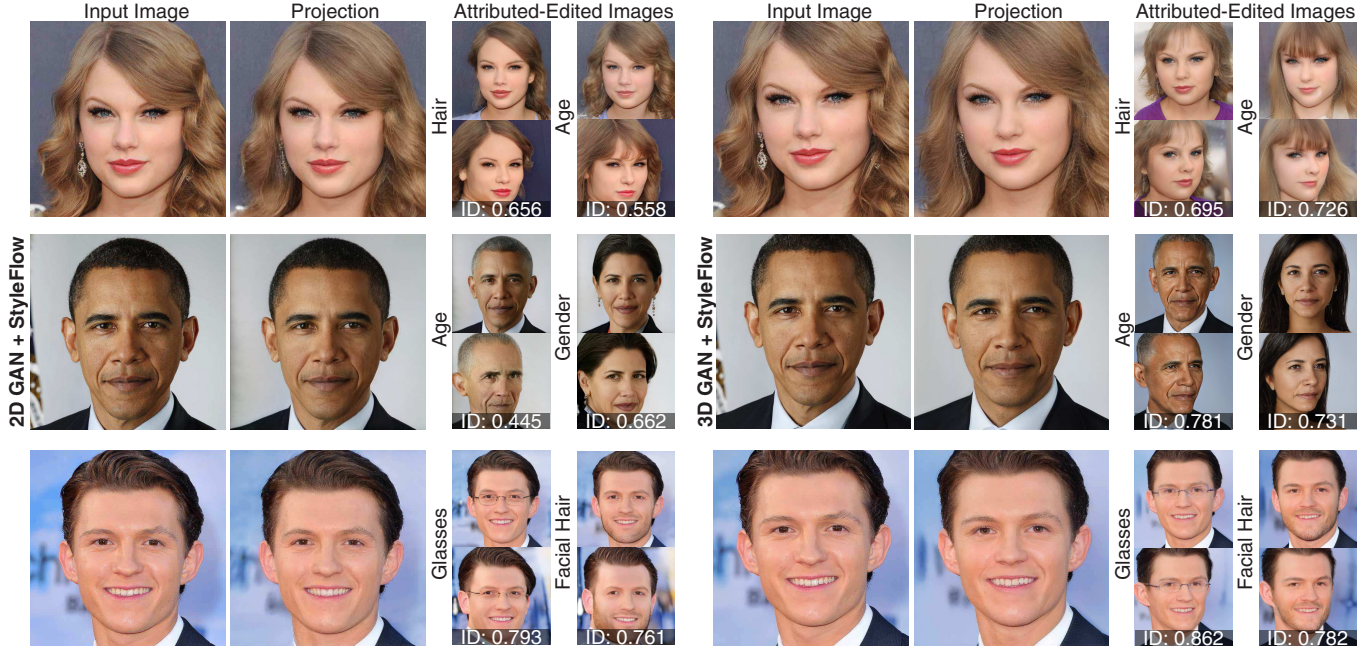 Input Image Projection Attributed-Edited Images Input Image Projection Attributed-Edited Images
Hair
Age
ID: 0.656 ID: 0.558
Hair
Age
ID: 0.695 ID: 0.726
2D GAN + StyleFlow
Age
Gender
ID: 0.445 ID: 0.662
3D GAN + StyleFlow
Age
Gender
ID: 0.781 ID: 0.731
Glasses
Facial Hair
ID: 0.793 ID: 0.761
Glasses
Facial Hair
ID: 0.862 ID: 0.782